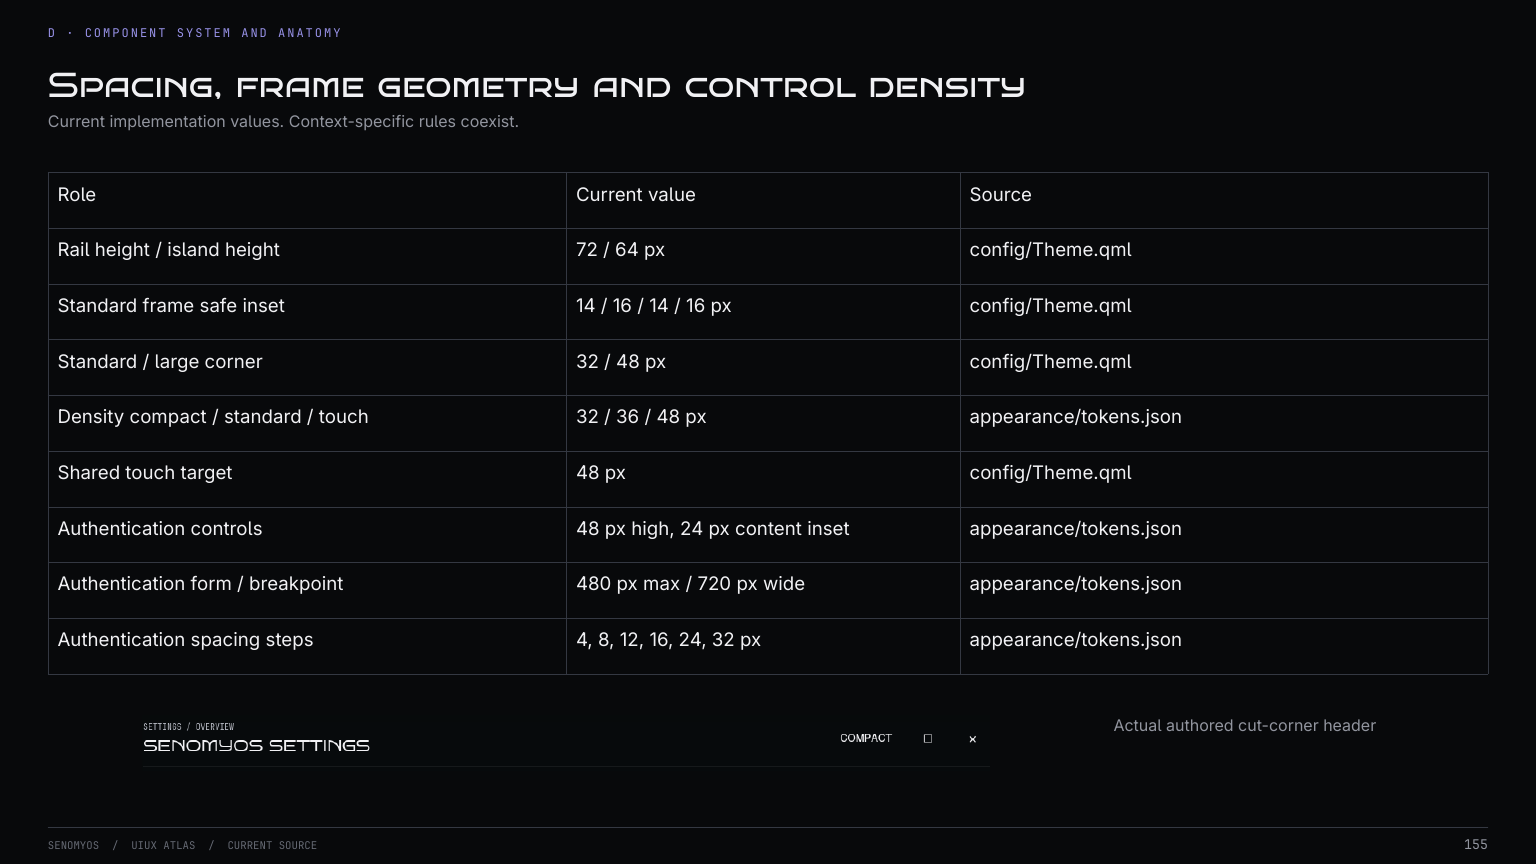 D · COMPONENT SYSTEM AND ANATOMY
Spacing, frame geometry and control density
Current implementation values. Context-specific rules coexist.
Role Current value Source
Rail height / island height 72 / 64 px config/Theme.qml
Standard frame safe inset 14 / 16 / 14 / 16 px config/Theme.qml
Standard / large corner 32 / 48 px config/Theme.qml
Density compact / standard / touch 32 / 36 / 48 px appearance/tokens.json
Shared touch target 48 px config/Theme.qml
Authentication controls 48 px high, 24 px content inset appearance/tokens.json
Authentication form / breakpoint 480 px max / 720 px wide appearance/tokens.json
Authentication spacing steps 4, 8, 12, 16, 24, 32 px appearance/tokens.json
SETTINGS / OVERVIEW
SENOMYOS SETTINGS COMPACT □ ×
Actual authored cut-corner header
SENOMYOS / UIUX ATLAS / CURRENT SOURCE 155